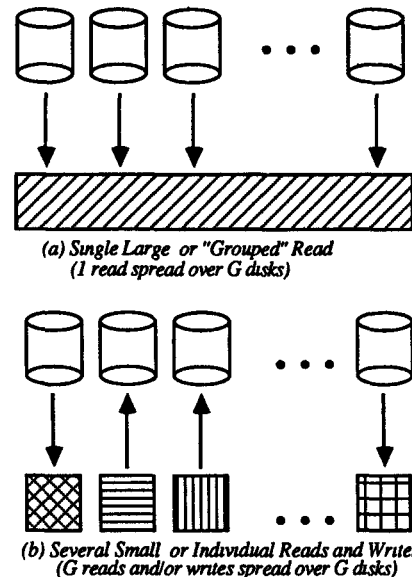 (a) Single Large or "Grouped" Read
(1 read spread over G disks)
(b) Several Small or Individual Reads and Write
(G reads and/or writes spread over G disks)